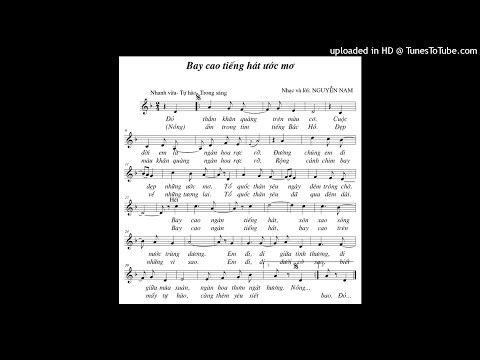 uploaded in HD @ TunesToTube.com
Bay cao tiếng hát ước mơ
Nhanh vừa- Tự hào- Trong sáng
Nhạc và lời: NGUYỄN NAM
Đỏ thắm khăn quàng trên màu cờ. Cuộc
(Nồng) ấm trong tim tiếng Bác Hồ. Đẹp
đời em là ngàn hoa rực rỡ. Đường chúng em đi
màu khăn quàng ngàn hoa rực rỡ. Rộng cánh chim bay
đẹp những ước mơ. Tổ quốc thân yêu ngày đêm trông chờ,
về những tương lai. Tổ quốc thân yêu đã qua đêm dài.
Hết
Bay cao ngàn tiếng hát, xôn xao sóng
Bay cao ngàn tiếng hát, bay cao trên
nước trùng dương. Em đi, đi giữa tình thương, đi
những vì sao. Em đi, đi dưới cờ sao, biết
giữa mùa xuân, ngàn hoa thơm ngát hương. Nồng...
mấy tự hào, càng thêm yêu xiết bao. Đỏ...